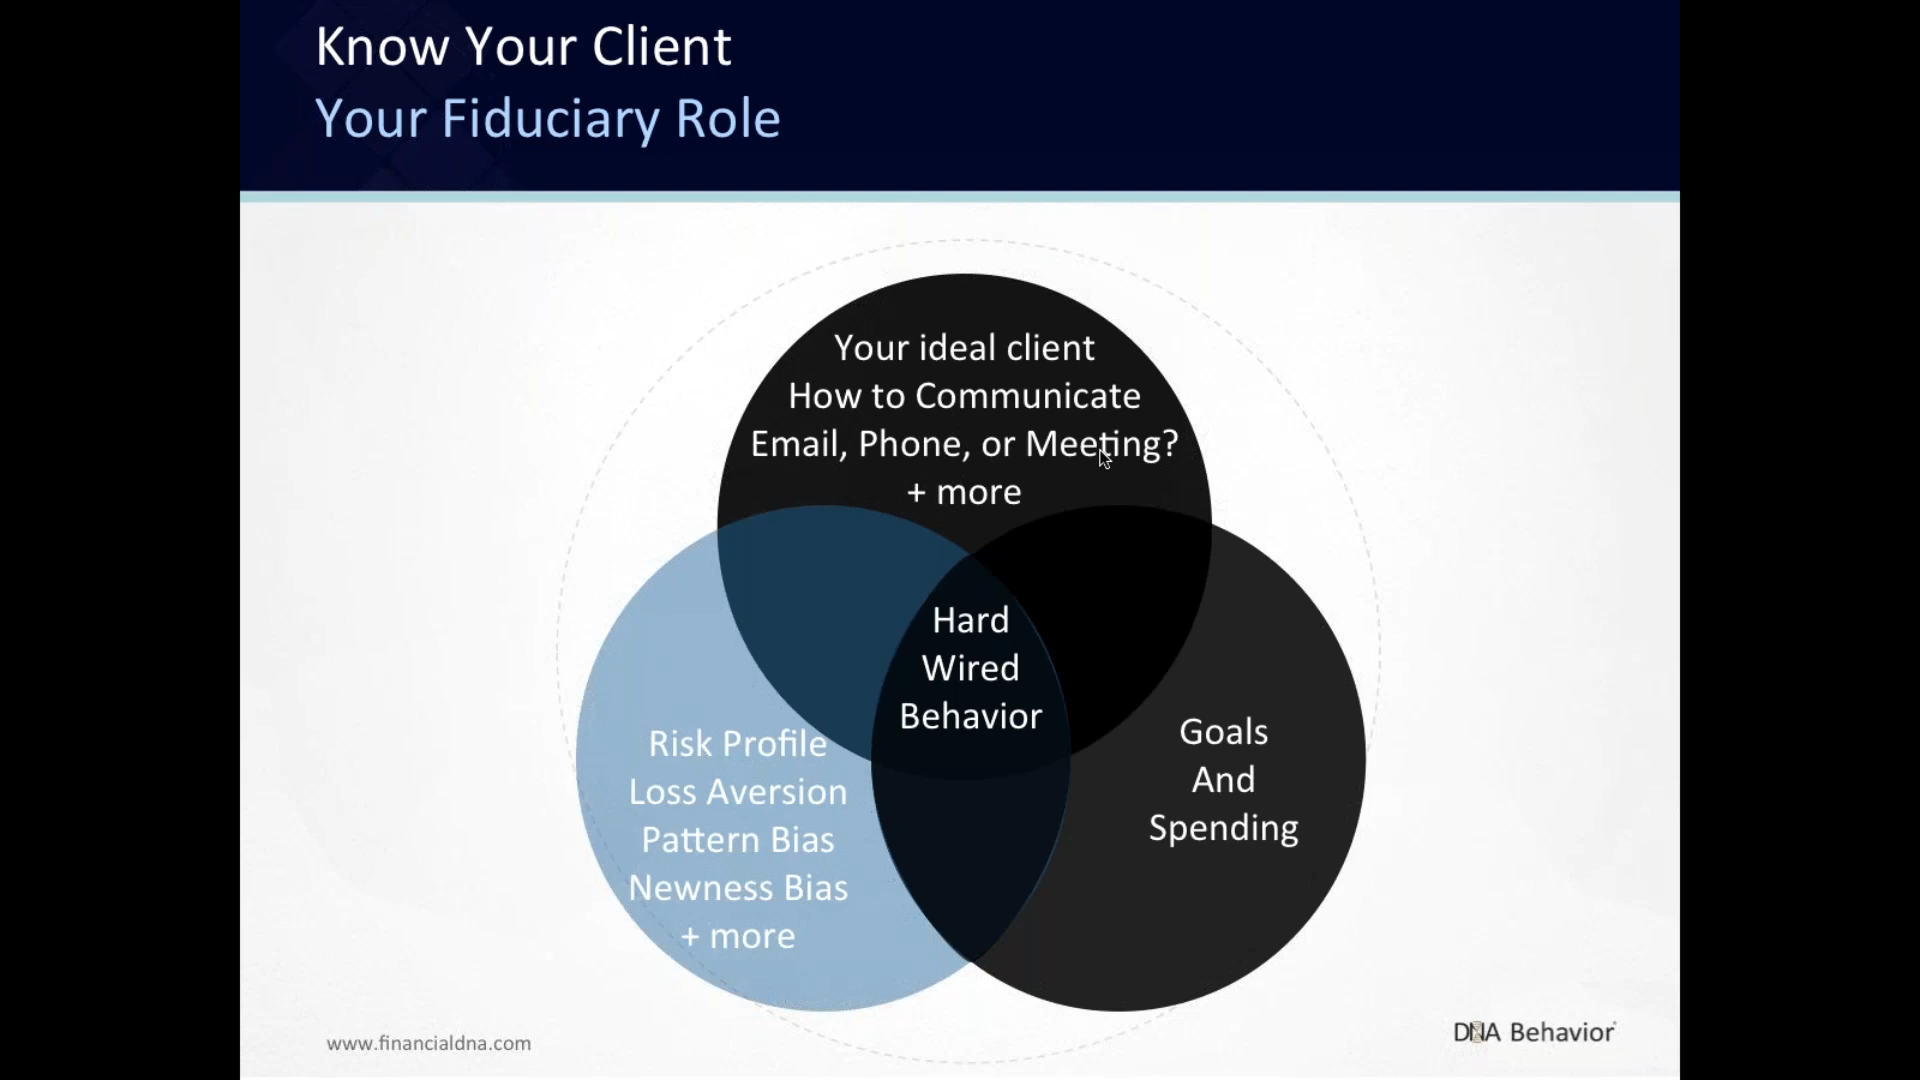 Know Your Client
Your Fiduciary Role
Your ideal client
How to Communicate
Email, Phone, or Meeting?
+ more
Hard
Wired
Behavior
Risk Profile
Loss Aversion
Pattern Bias
Newness Bias
+ more
Goals
And
Spending
www.financialdna.com
DNA Behavior